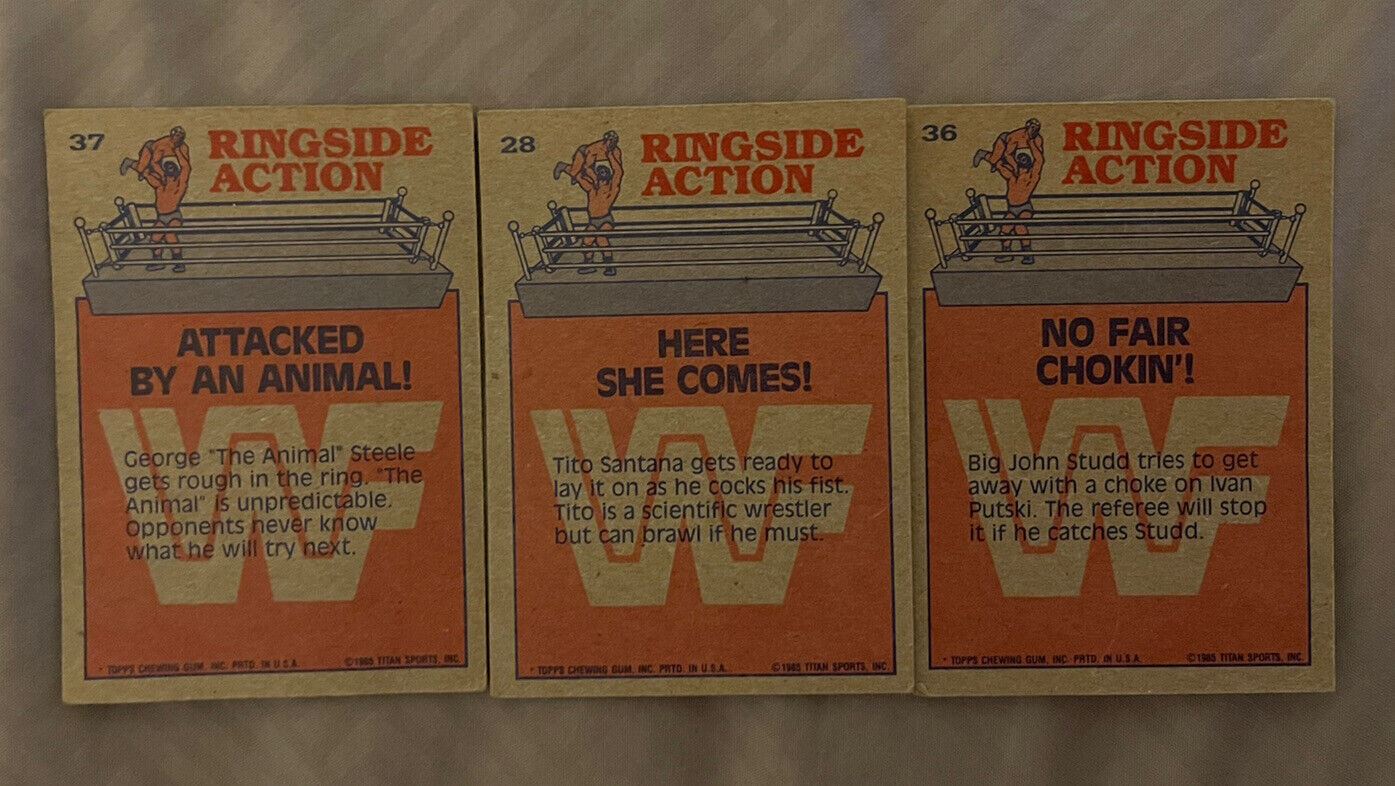 37
RINGSIDE
ACTION
ATTACKED
BY AN ANIMAL!
George "The Animal" Steele
gets rough in the ring. "The
Animal" is unpredictable.
Opponents never know
what he will try next.
* TOPPS CHEWING GUM, INC. PRTD. IN U.S.A. ©1985 TITAN SPORTS, INC.
28
RINGSIDE
ACTION
HERE
SHE COMES!
Tito Santana gets ready to
lay it on as he cocks his fist.
Tito is a scientific wrestler
but can brawl if he must.
* TOPPS CHEWING GUM, INC. PRTD. IN U.S.A. ©1985 TITAN SPORTS, INC.
36
RINGSIDE
ACTION
NO FAIR
CHOKIN'!
Big John Studd tries to get
away with a choke on Ivan
Putski. The referee will stop
it if he catches Studd.
* TOPPS CHEWING GUM, INC. PRTD. IN U.S.A. ©1985 TITAN SPORTS, INC.